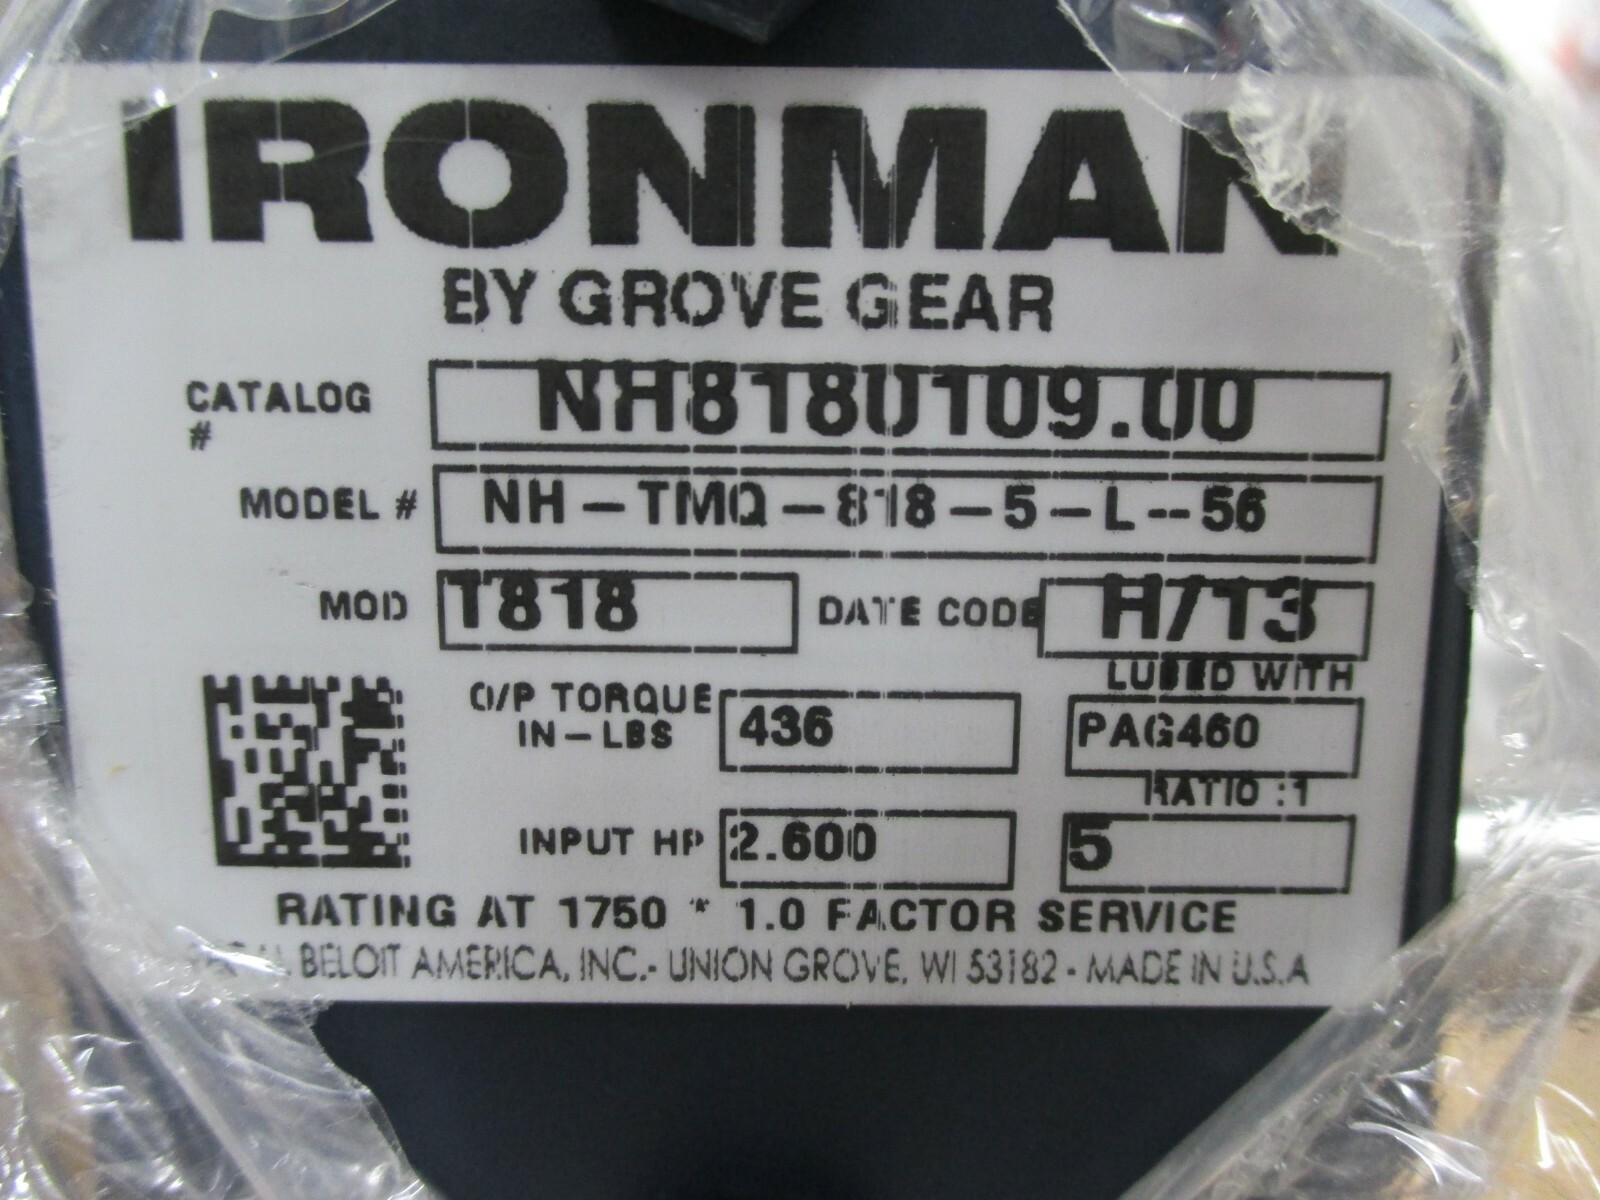 IRONMAN
BY GROVE GEAR
CATALOG # NH8180109.00
MODEL # NH-TMQ-818-5-L--56
MOD T818 DATE CODE H/13
LUBED WITH
O/P TORQUE IN-LBS 436 PAG460
RATIO :1
INPUT HP 2.600 5
RATING AT 1750 * 1.0 FACTOR SERVICE
BELOIT AMERICA, INC.- UNION GROVE, WI 53182 - MADE IN U.S.A